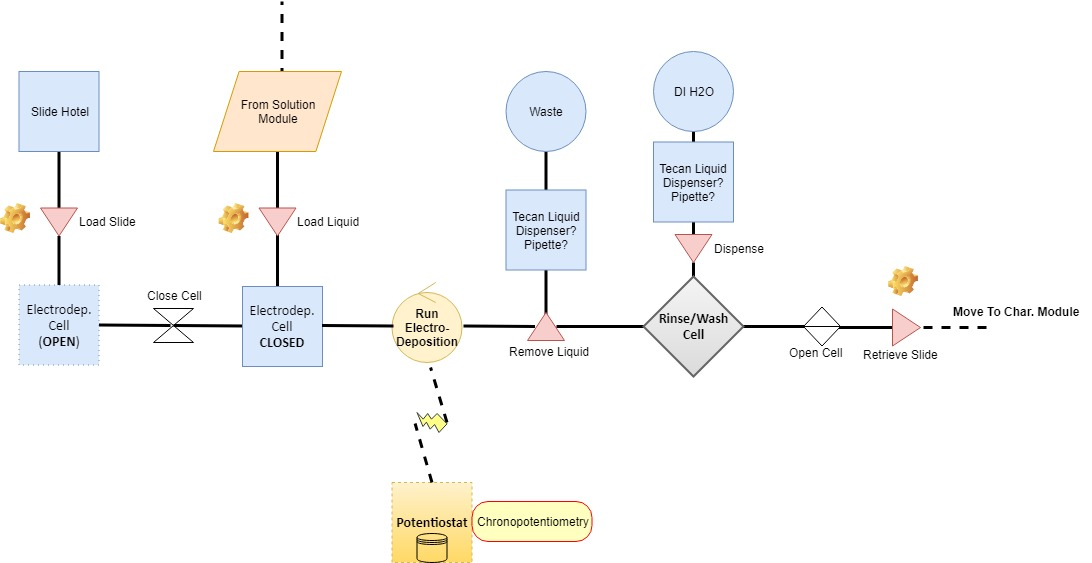 Slide Hotel
From Solution
Module
Waste
DI H2O
Tecan Liquid
Dispenser?
Pipette?
Tecan Liquid
Dispenser?
Pipette?
Load Slide
Load Liquid
Dispense
Electrodep.
Cell
(OPEN)
Close Cell
Electrodep.
Cell
CLOSED
Run
Electro-
Deposition
Remove Liquid
Rinse/Wash
Cell
Open Cell
Retrieve Slide
Move To Char. Module
Potentiostat
Chronopotentiometry